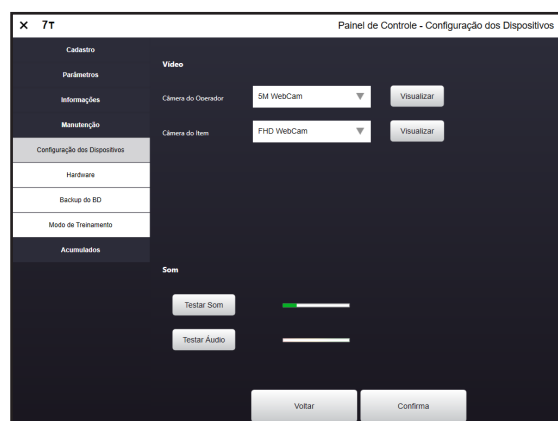 × 7T Painel de Controle - Configuração dos Dispositivos
Cadastro
Parâmetros
Informações
Manutenção
Configuração dos Dispositivos
Hardware
Backup do BD
Modo de Treinamento
Acumulados
Vídeo
Câmera do Operador 5M WebCam Visualizar
Câmera do Item FHD WebCam Visualizar
Som
Testar Som
Testar Áudio
Voltar Confirma